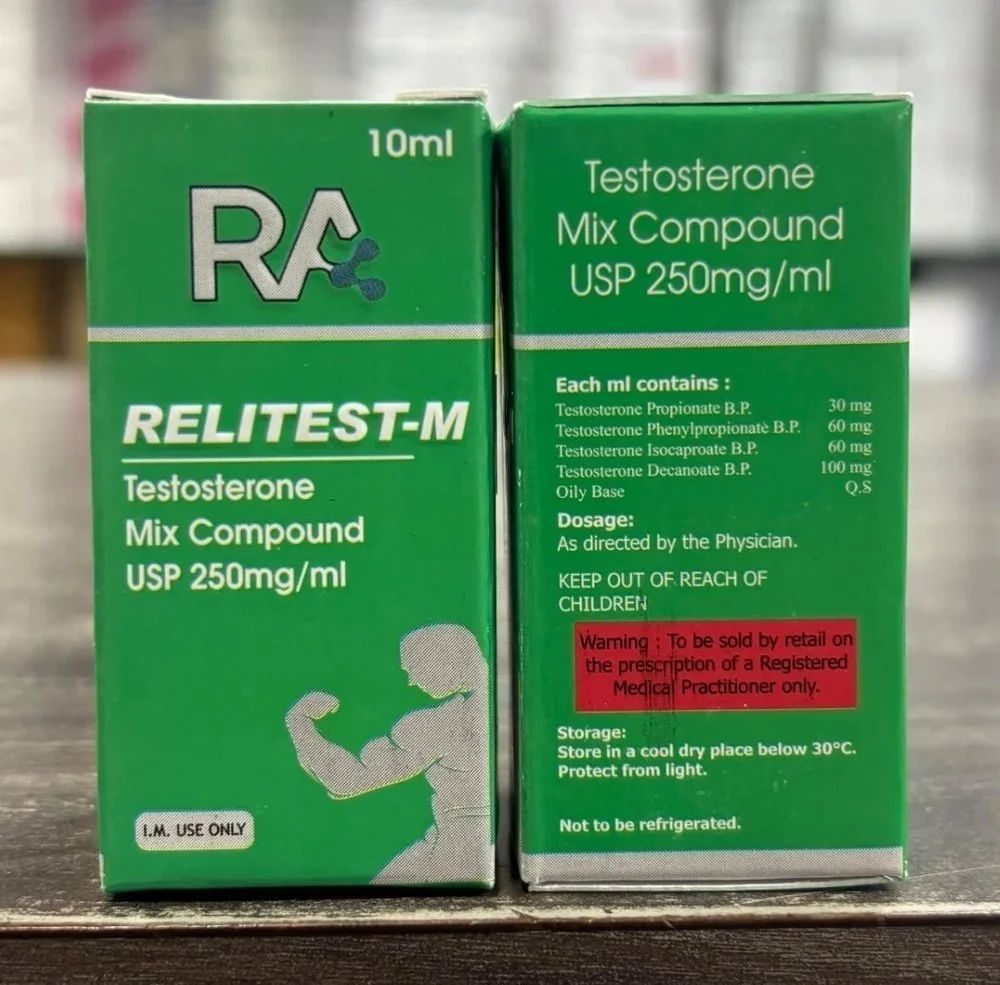 10ml
RA
RELITEST-M
Testosterone
Mix Compound
USP 250mg/ml
I.M. USE ONLY
Testosterone
Mix Compound
USP 250mg/ml
Each ml contains :
Testosterone Propionate B.P. 30 mg
Testosterone Phenylpropionate B.P. 60 mg
Testosterone Isocaproate B.P. 60 mg
Testosterone Decanoate B.P. 100 mg
Oily Base Q.S
Dosage:
As directed by the Physician.
KEEP OUT OF REACH OF
CHILDREN
Warning : To be sold by retail on
the prescription of a Registered
Medical Practitioner only.
Storage:
Store in a cool dry place below 30°C.
Protect from light.
Not to be refrigerated.